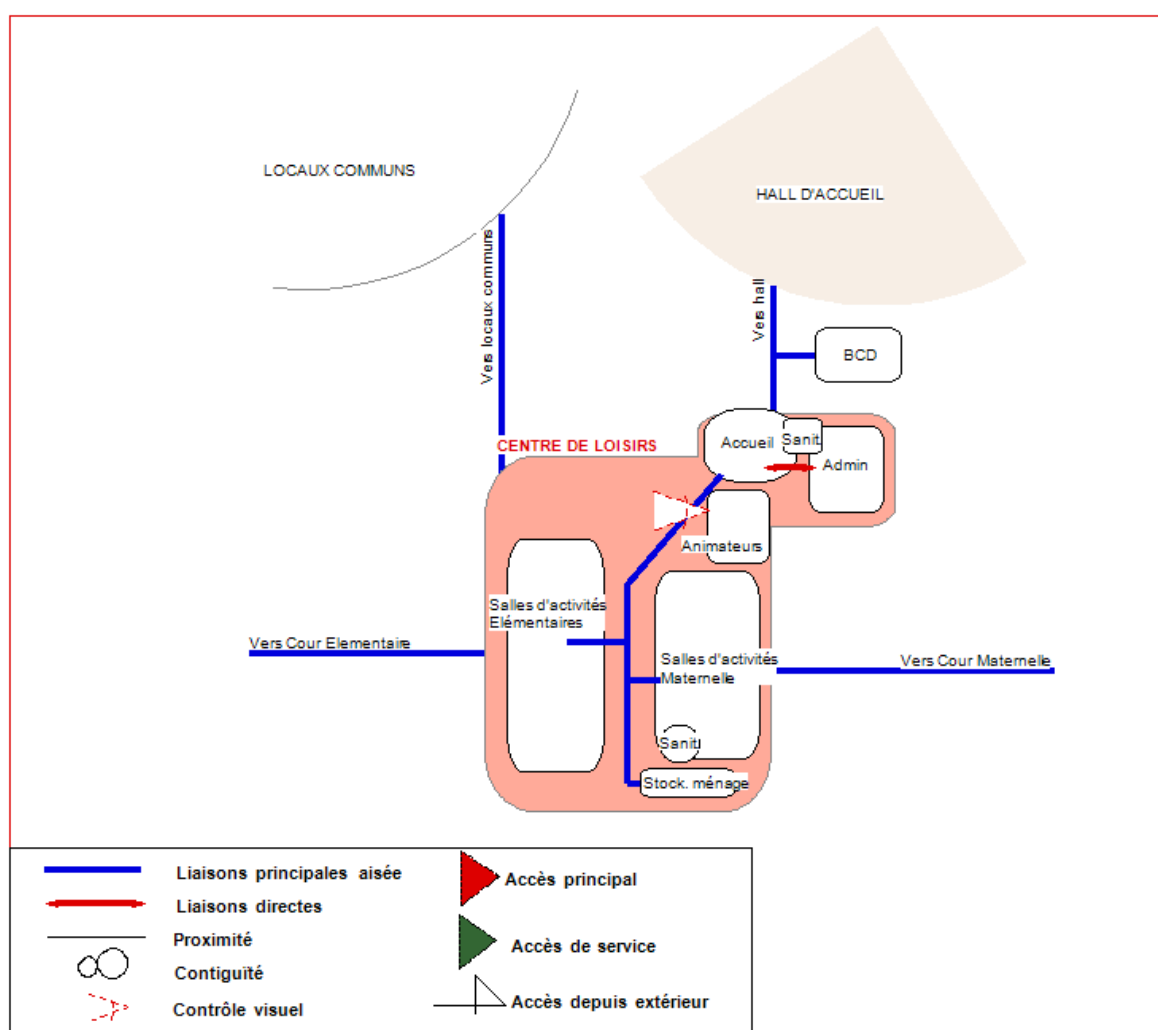 LOCAUX COMMUNS
HALL D'ACCUEIL
Vers locaux communs
Vers hall
BCD
CENTRE DE LOISIRS
Accueil
Sanit.
Admin
Animateurs
Salles d'activités
Elémentaires
Vers Cour Elementaire
Salles d'activités
Maternelle
Vers Cour Maternelle
Sanit.
Stock. ménage
Liaisons principales aisée
Liaisons directes
Proximité
Contiguïté
Contrôle visuel
Accès principal
Accès de service
Accès depuis extérieur